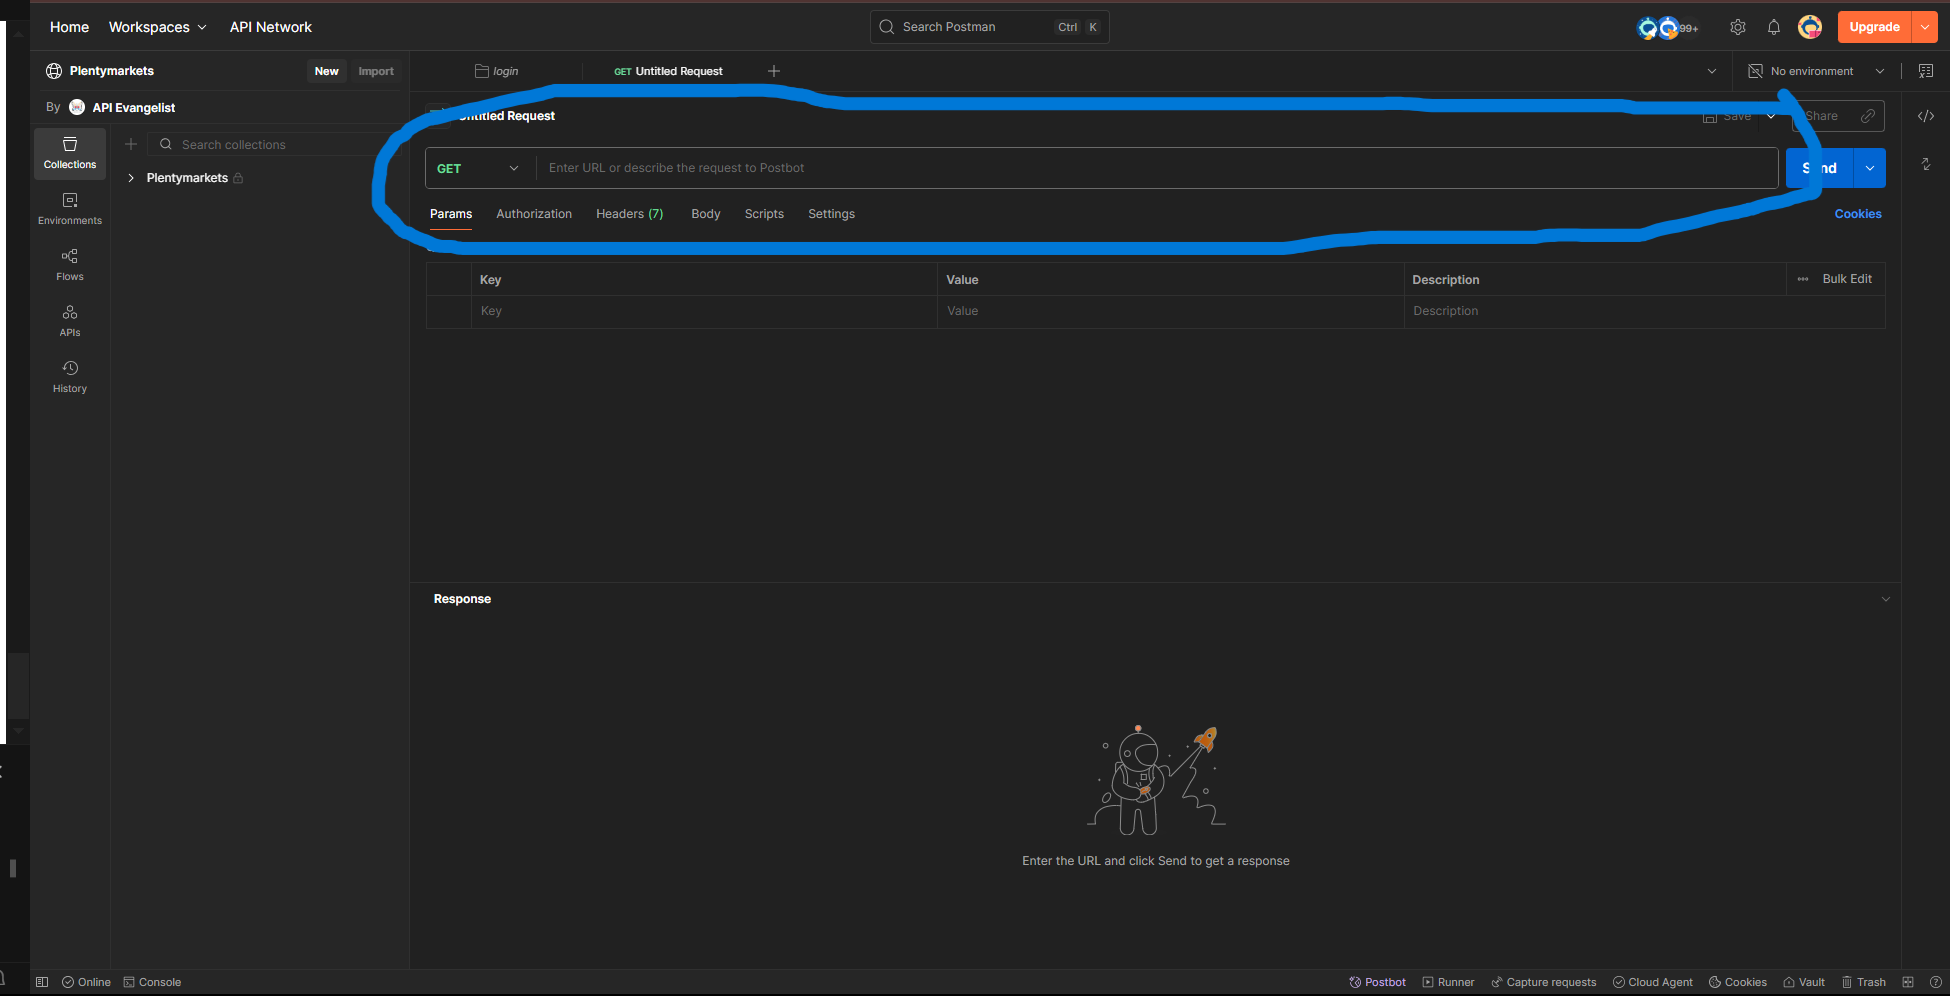 Home Workspaces API Network Search Postman Ctrl K 99+ Upgrade
Plentymarkets New Import login GET Untitled Request No environment
By API Evangelist
Untitled Request Save Share
Search collections
Collections
GET Enter URL or describe the request to Postbot
Plentymarkets
Params Authorization Headers (7) Body Scripts Settings Cookies
Environments
Flows
Key Value Description Bulk Edit
Key Value Description
APIs
History
Response
Enter the URL and click Send to get a response
Online Console Postbot Runner Capture requests Cloud Agent Cookies Vault Trash